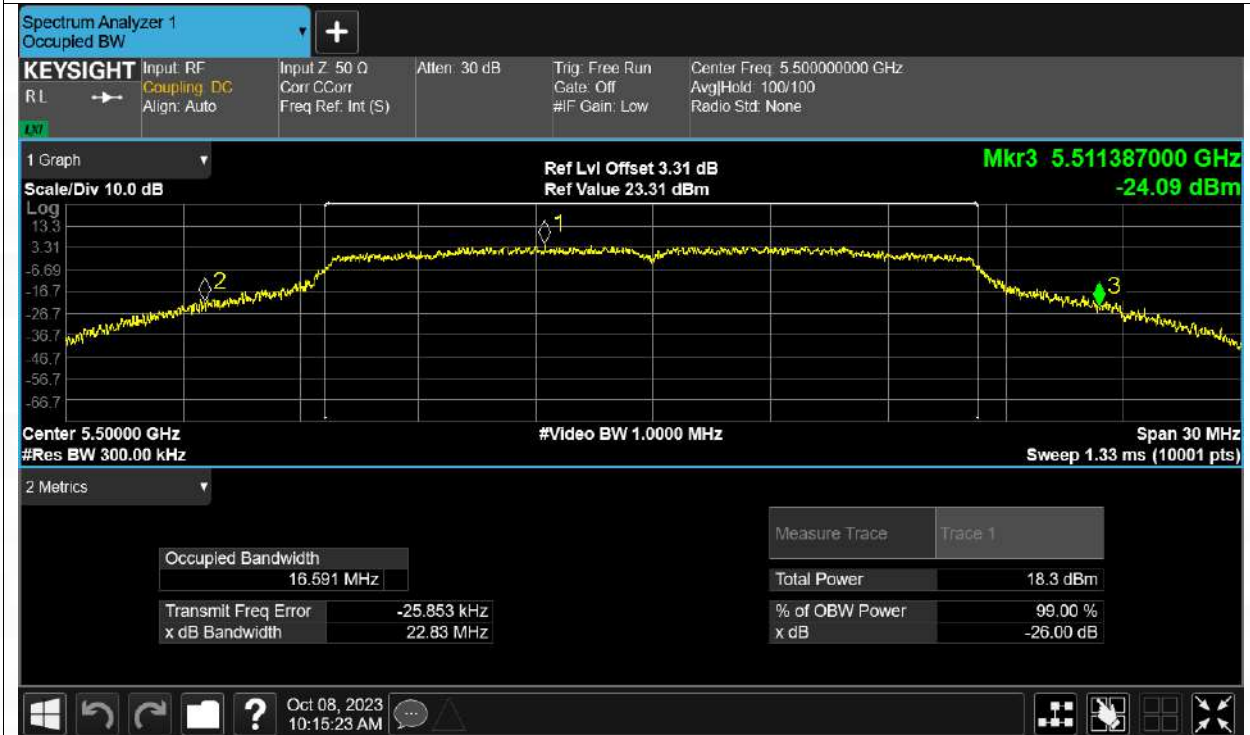 Spectrum Analyzer 1
Occupied BW
+
KEYSIGHT
RL
LXI
Input: RF
Coupling: DC
Align: Auto
Input Z: 50 Ω
Corr CCorr
Freq Ref: Int (S)
Atten: 30 dB
Trig: Free Run
Gate: Off
#IF Gain: Low
Center Freq: 5.500000000 GHz
Avg|Hold: 100/100
Radio Std: None
1 Graph
Scale/Div 10.0 dB
Ref Lvl Offset 3.31 dB
Ref Value 23.31 dBm
Mkr3 5.511387000 GHz
-24.09 dBm
Log
13.3
3.31
-6.69
-16.7
-26.7
-36.7
-46.7
-56.7
-66.7
1
2
3
Center 5.50000 GHz
#Video BW 1.0000 MHz
Span 30 MHz
#Res BW 300.00 kHz
Sweep 1.33 ms (10001 pts)
2 Metrics
Measure Trace Trace 1
Occupied Bandwidth
16.591 MHz
Total Power 18.3 dBm
Transmit Freq Error -25.853 kHz
% of OBW Power 99.00 %
x dB Bandwidth 22.83 MHz
x dB -26.00 dB
?
Oct 08, 2023
10:15:23 AM